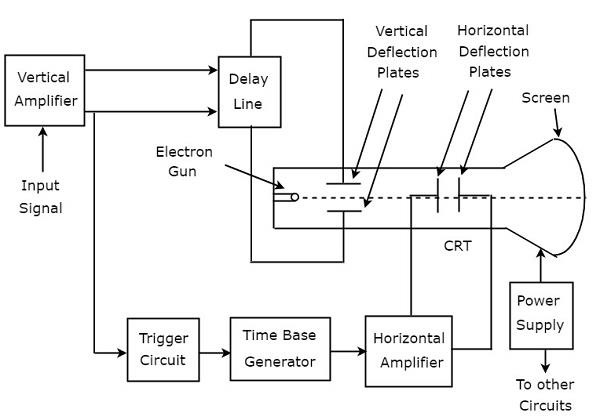 Vertical
Deflection
Plates
Horizontal
Deflection
Plates
Vertical
Amplifier
Delay
Line
Screen
Electron
Gun
Input
Signal
CRT
Power
Supply
Trigger
Circuit
Time Base
Generator
Horizontal
Amplifier
To other
Circuits